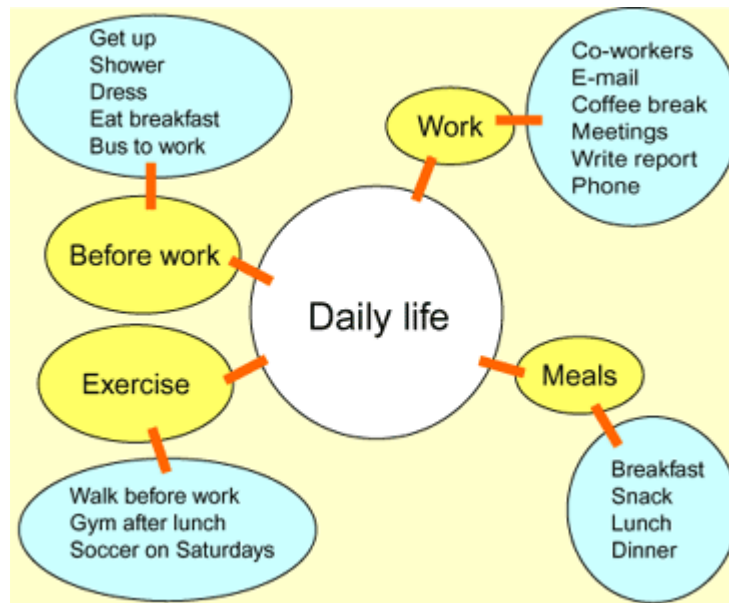 Get up
Shower
Dress
Eat breakfast
Bus to work
Before work
Work
Co-workers
E-mail
Coffee break
Meetings
Write report
Phone
Daily life
Exercise
Walk before work
Gym after lunch
Soccer on Saturdays
Meals
Breakfast
Snack
Lunch
Dinner